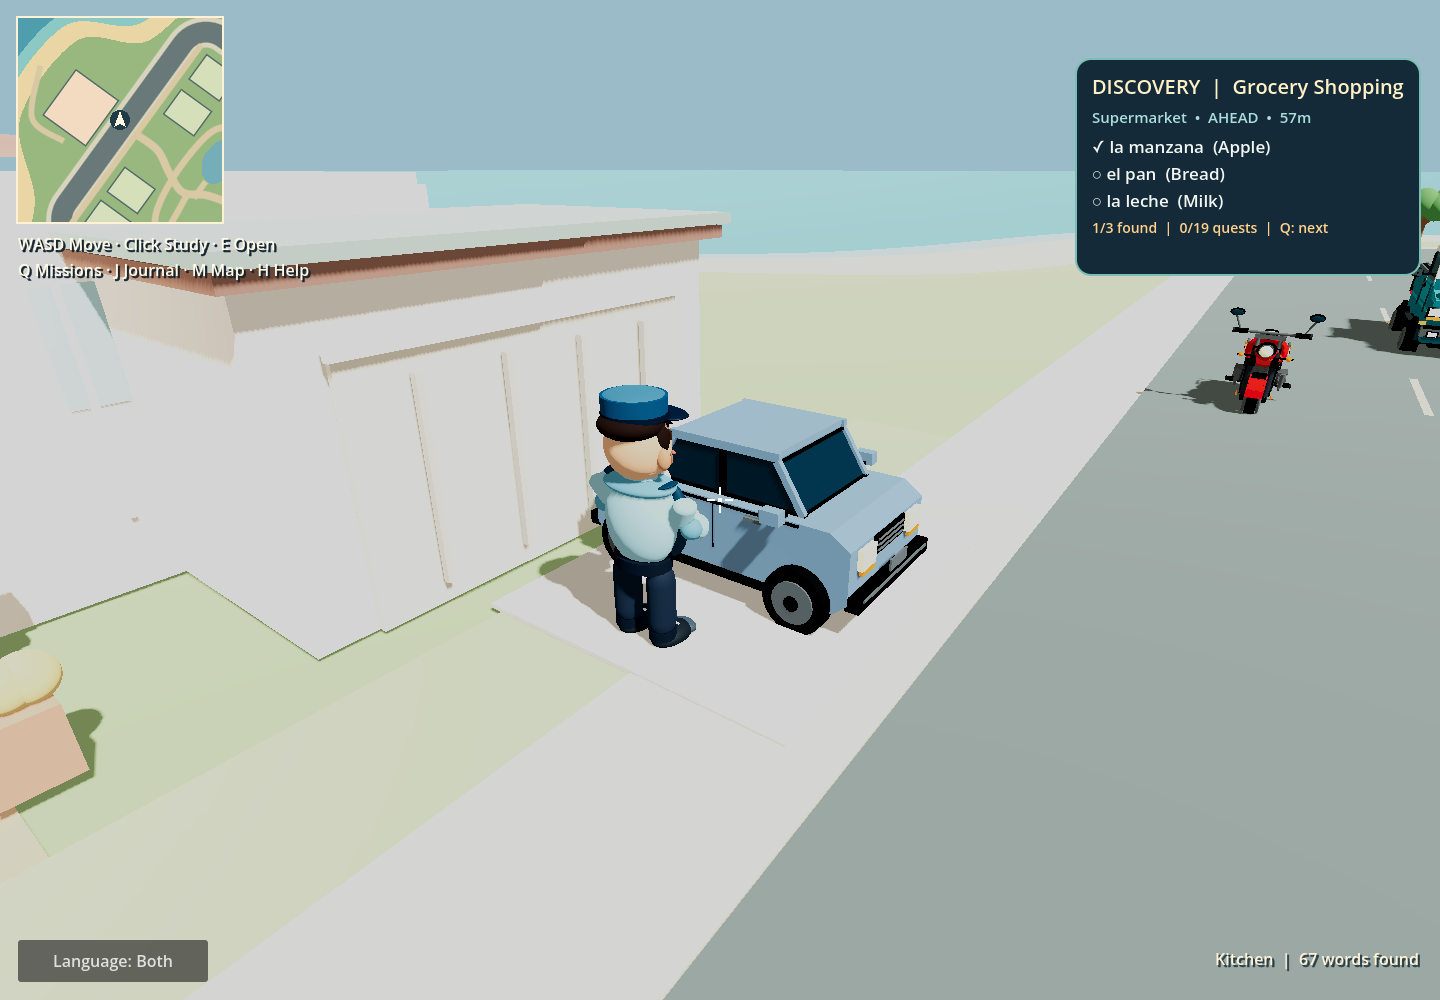 WASD Move · Click Study · E Open
Q Missions · J Journal · M Map · H Help
DISCOVERY | Grocery Shopping
Supermarket • AHEAD • 57m
✓ la manzana (Apple)
○ el pan (Bread)
○ la leche (Milk)
1/3 found | 0/19 quests | Q: next
Language: Both
Kitchen | 67 words found